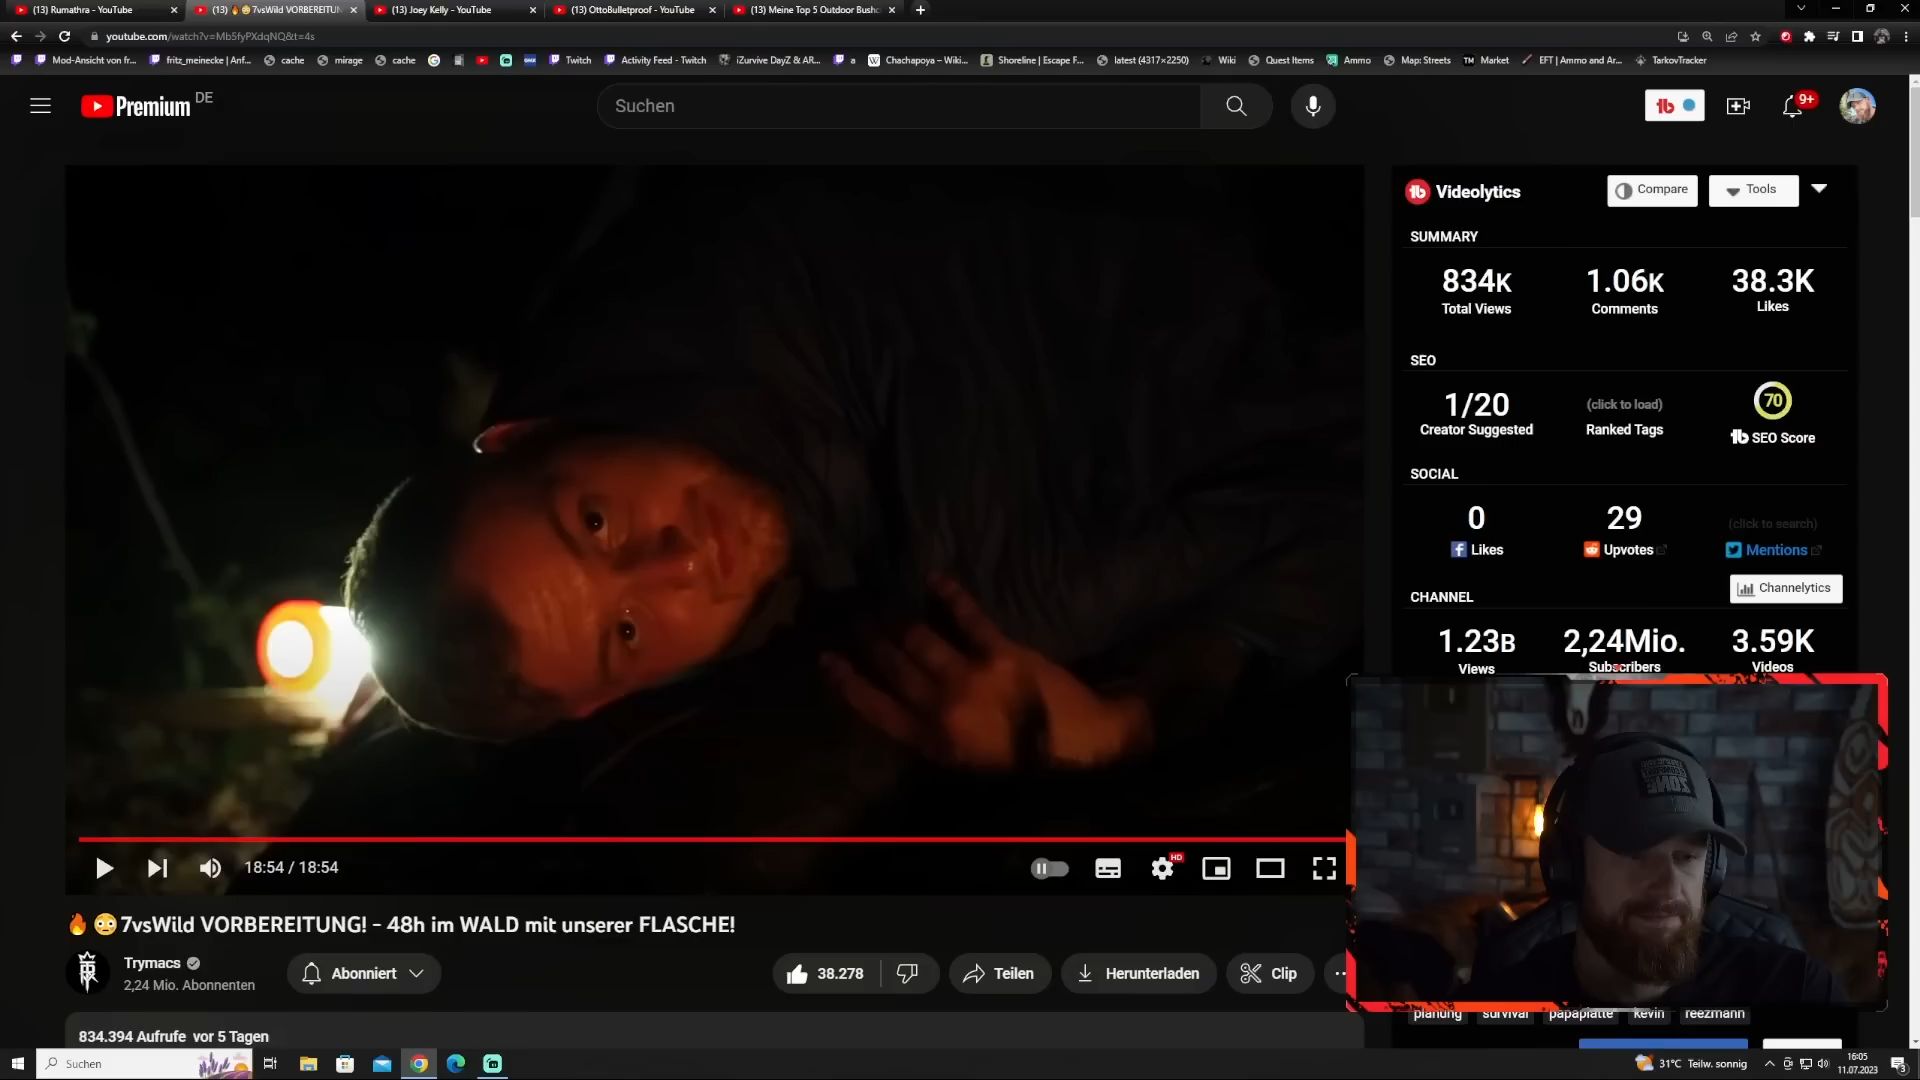 (13) Rumathra - YouTube
(13) 🔥😳7vsWild VORBEREITUN
(13) Joey Kelly - YouTube
(13) OttoBulletproof - YouTube
(13) Meine Top 5 Outdoor Bushc
youtube.com/watch?v=Mb5fyPXdqNQ&t=4s
Mod-Ansicht von fr...
fritz_meinecke | Anf...
cache
mirage
cache
Twitch
Activity Feed - Twitch
iZurvive DayZ & AR...
a
Chachapoya – Wiki...
Shoreline | Escape F...
latest (4317×2250)
Wiki
Quest Items
Ammo
Map: Streets
TM Market
EFT | Ammo and Ar...
TarkovTracker
Premium DE
Suchen
9+
Videolytics
Compare
Tools
SUMMARY
834K
1.06K
38.3K
Total Views
Comments
Likes
SEO
1/20
(click to load)
70
Creator Suggested
Ranked Tags
SEO Score
SOCIAL
0
29
(click to search)
Likes
Upvotes
Mentions
Channelytics
CHANNEL
1.23B
2,24Mio.
3.59K
Views
Subscribers
Videos
18:54 / 18:54
HD
🔥😳7vsWild VORBEREITUNG! - 48h im WALD mit unserer FLASCHE!
Trymacs
2,24 Mio. Abonnenten
Abonniert
38.278
Teilen
Herunterladen
Clip
planung
survival
papaplatte
kevin
reezmann
834.394 Aufrufe vor 5 Tagen
Suchen
31°C Teilw. sonnig
16:05
11.07.2023
3